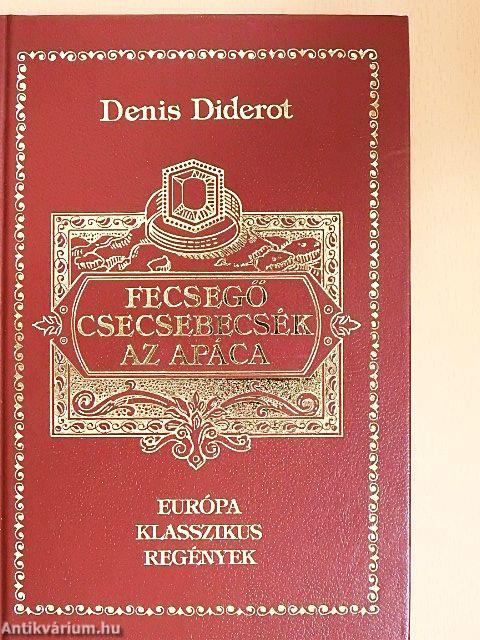 Denis Diderot
FECSEGŐ
CSECSEBECSÉK
AZ APÁCA
EURÓPA
KLASSZIKUS
REGÉNYEK
Antikvárium.hu